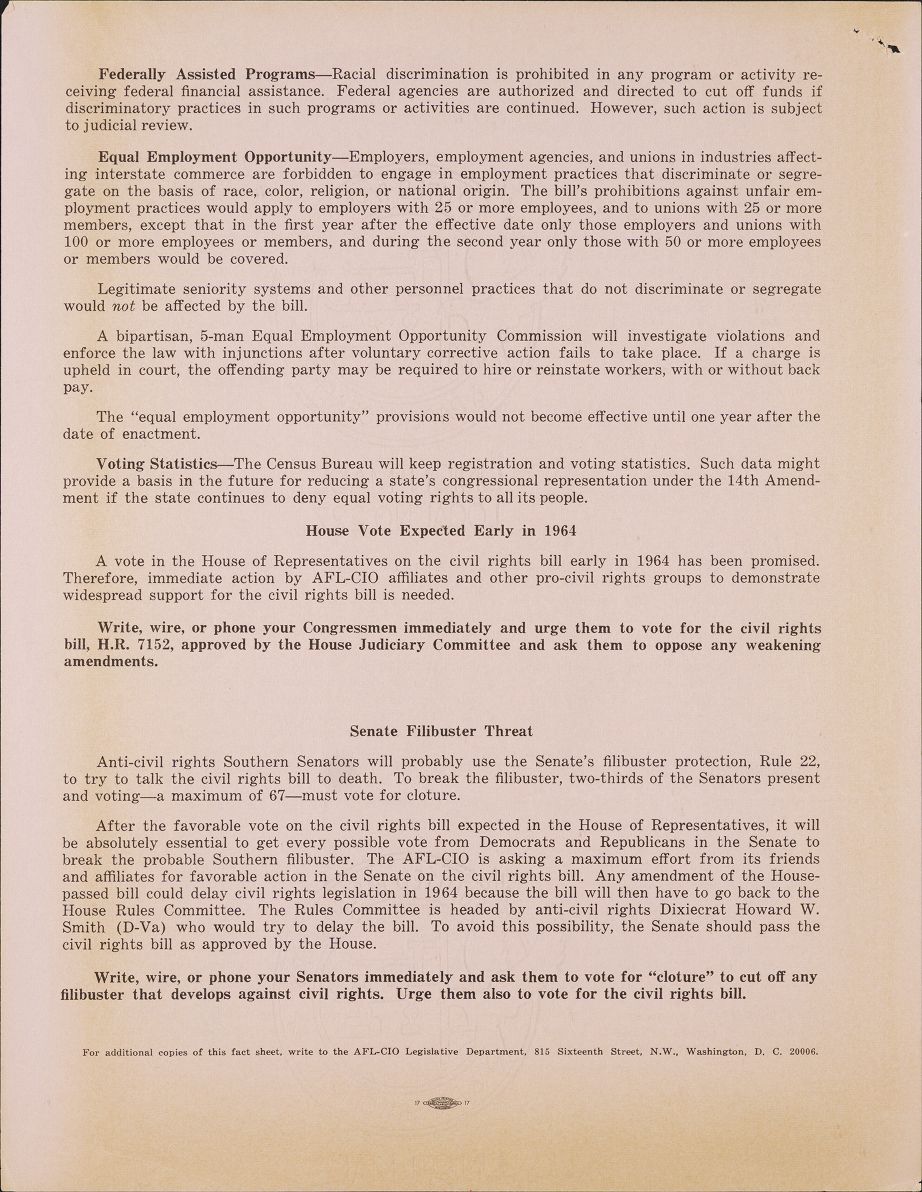 Federally Assisted Programs—Racial discrimination is prohibited in any program or activity re-
ceiving federal financial assistance. Federal agencies are authorized and directed to cut off funds if
discriminatory practices in such programs or activities are continued. However, such action is subject
to judicial review.
Equal Employment Opportunity—Employers, employment agencies, and unions in industries affect-
ing interstate commerce are forbidden to engage in employment practices that discriminate or segre-
gate on the basis of race, color, religion, or national origin. The bill's prohibitions against unfair em-
ployment practices would apply to employers with 25 or more employees, and to unions with 25 or more
members, except that in the first year after the effective date only those employers and unions with
100 or more employees or members, and during the second year only those with 50 or more employees
or members would be covered.
Legitimate seniority systems and other personnel practices that do not discriminate or segregate
would not be affected by the bill.
A bipartisan, 5-man Equal Employment Opportunity Commission will investigate violations and
enforce the law with injunctions after voluntary corrective action fails to take place. If a charge is
upheld in court, the offending party may be required to hire or reinstate workers, with or without back
pay.
The "equal employment opportunity" provisions would not become effective until one year after the
date of enactment.
Voting Statistics—The Census Bureau will keep registration and voting statistics. Such data might
provide a basis in the future for reducing a state's congressional representation under the 14th Amend-
ment if the state continues to deny equal voting rights to all its people.
House Vote Expected Early in 1964
A vote in the House of Representatives on the civil rights bill early in 1964 has been promised.
Therefore, immediate action by AFL-CIO affiliates and other pro-civil rights groups to demonstrate
widespread support for the civil rights bill is needed.
Write, wire, or phone your Congressmen immediately and urge them to vote for the civil rights
bill, H.R. 7152, approved by the House Judiciary Committee and ask them to oppose any weakening
amendments.
Senate Filibuster Threat
Anti-civil rights Southern Senators will probably use the Senate's filibuster protection, Rule 22,
to try to talk the civil rights bill to death. To break the filibuster, two-thirds of the Senators present
and voting—a maximum of 67—must vote for cloture.
After the favorable vote on the civil rights bill expected in the House of Representatives, it will
be absolutely essential to get every possible vote from Democrats and Republicans in the Senate to
break the probable Southern filibuster. The AFL-CIO is asking a maximum effort from its friends
and affiliates for favorable action in the Senate on the civil rights bill. Any amendment of the House-
passed bill could delay civil rights legislation in 1964 because the bill will then have to go back to the
House Rules Committee. The Rules Committee is headed by anti-civil rights Dixiecrat Howard W.
Smith (D-Va) who would try to delay the bill. To avoid this possibility, the Senate should pass the
civil rights bill as approved by the House.
Write, wire, or phone your Senators immediately and ask them to vote for "cloture" to cut off any
filibuster that develops against civil rights. Urge them also to vote for the civil rights bill.
For additional copies of this fact sheet, write to the AFL-CIO Legislative Department, 815 Sixteenth Street, N.W., Washington, D. C. 20006.
17 17